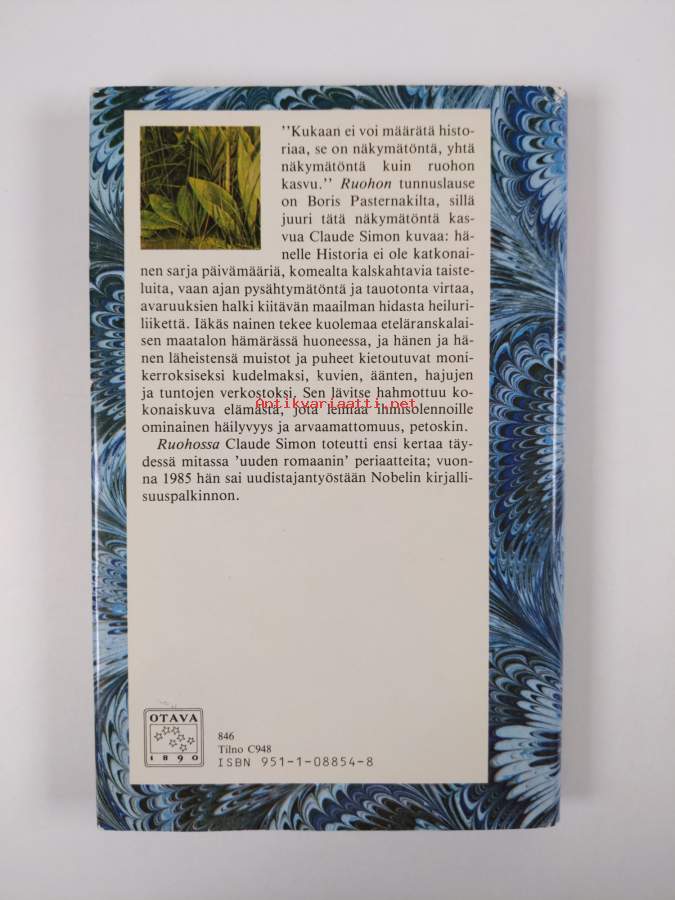 "Kukaan ei voi määrätä histo-
riaa, se on näkymätöntä, yhtä
näkymätöntä kuin ruohon
kasvu." Ruohon tunnuslause
on Boris Pasternakilta, sillä
juuri tätä näkymätöntä kas-
vua Claude Simon kuvaa: hä-
nelle Historia ei ole katkonai-
nen sarja päivämääriä, komealta kalskahtavia taiste-
luita, vaan ajan pysähtymätöntä ja tauotonta virtaa,
avaruuksien halki kiitävän maailman hidasta heiluri-
liikettä. Iäkäs nainen tekee kuolemaa eteläranskalai-
sen maatalon hämärässä huoneessa, ja hänen ja hä-
nen läheistensä muistot ja puheet kietoutuvat moni-
kerroksiseksi kudelmaksi, kuvien, äänten, hajujen
ja tuntojen verkostoksi. Sen lävitse hahmottuu ko-
konaiskuva elämästä, jota leimaa ihmisolennoille
Antikvariaatti.net
ominainen häilyvyys ja arvaamattomuus, petoskin.
Ruohossa Claude Simon toteutti ensi kertaa täy-
dessä mitassa 'uuden romaanin' periaatteita; vuon-
na 1985 hän sai uudistajantyöstään Nobelin kirjalli-
suuspalkinnon.
OTAVA
1890
846
Tilno C948
ISBN 951-1-08854-8